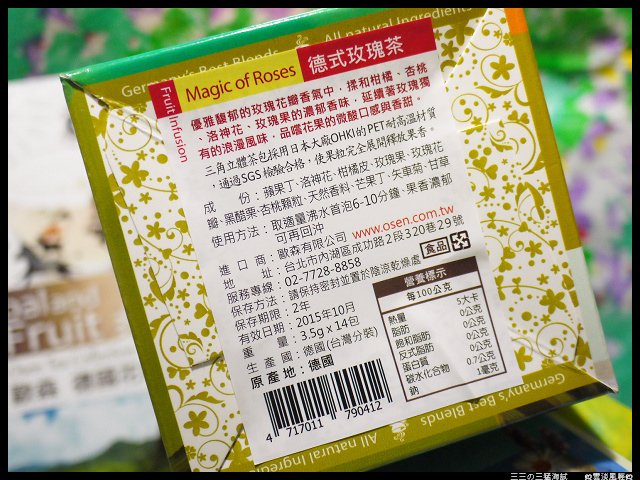 Germany's Best Blends
All natural Ingredients
Fruit Infusion
Magic of Roses
德式玫瑰茶
優雅馥郁的玫瑰花瓣香氣中，揉和柑橘、杏桃
、洛神花、玫瑰果的濃郁香味，延續著玫瑰獨
有的浪漫風味，品嚐花果的微酸口感與香甜。
三角立體茶包採用日本大廠OHKI的PET耐高溫材質
，通過SGS檢驗合格，使果粒完全展開釋放果香。
成 份：蘋果丁、洛神花、柑橘皮、玫瑰果、玫瑰花
瓣、黑醋栗、杏桃顆粒、天然香料、芒果丁、矢車菊、甘草
使用方法：取適量沸水首泡6-10分鐘，果香濃郁
可再回沖
進 口 商：歐森有限公司 www.osen.com.tw
地 址：台北市內湖區成功路2段320巷29號
服務專線：02-7728-8858
保存方法：請保持密封並置於陰涼乾燥處
食品
保存期限：2年
有效日期：2015年10月
重 量：3.5g×14包
生 產 國：德國(台灣分裝)
原 產 地：德國
營養標示
每100公克
熱量 5大卡
脂肪 0公克
飽和脂肪 0公克
反式脂肪 0公克
蛋白質 0公克
碳水化合物 0.7公克
鈉 1毫克
4 717011 790412
Germany's Best Blends
All natural Ingre
Fruit
三三の三猛海賊
雲淡風輕